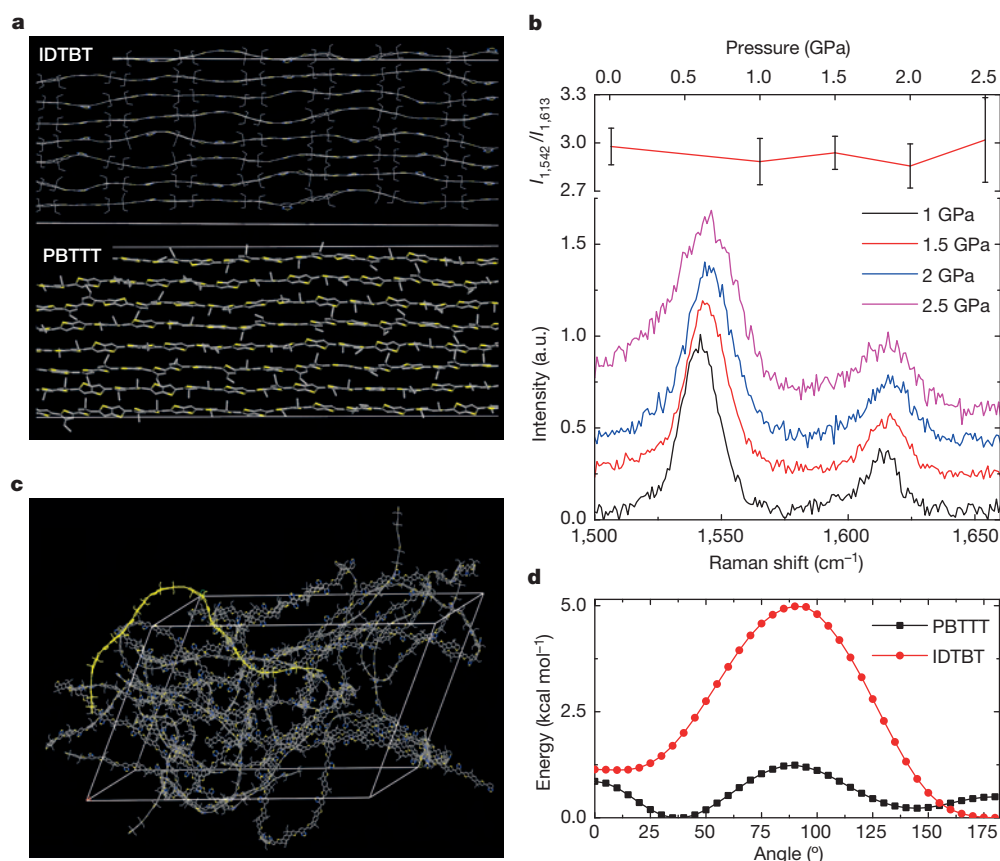 a
IDTBT
PBTTT
b
Pressure (GPa)
0.0 0.5 1.0 1.5 2.0 2.5
I1,542/I1,613
3.3
3.0
2.7
1 GPa
1.5 GPa
2 GPa
2.5 GPa
Intensity (a.u.)
1.5
1.0
0.5
0.0
1,500 1,550 1,600 1,650
Raman shift (cm−1)
c
d
PBTTT
IDTBT
Energy (kcal mol−1)
5.0
2.5
0.0
0 25 50 75 100 125 150 175
Angle (º)